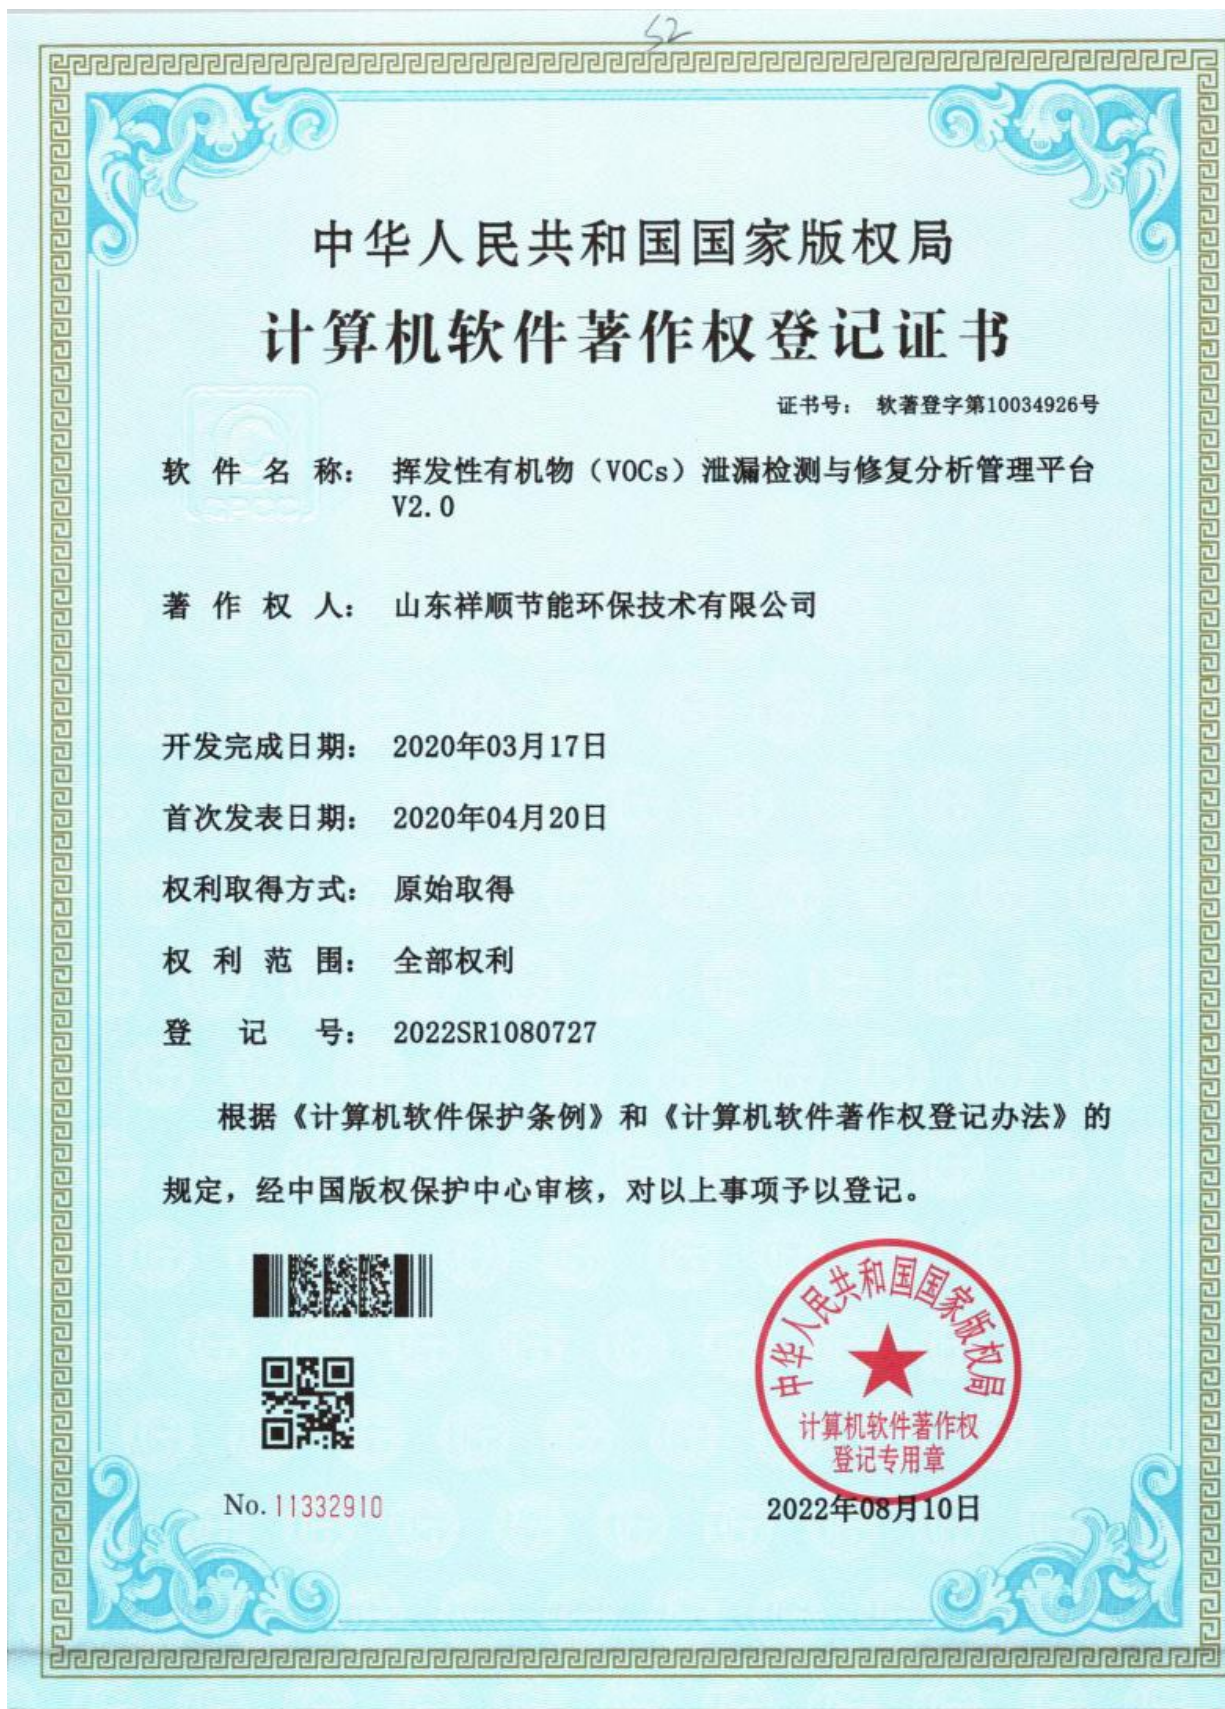 52
中华人民共和国国家版权局
计算机软件著作权登记证书
证书号： 软著登字第10034926号
软件名称： 挥发性有机物（VOCs）泄漏检测与修复分析管理平台
V2.0
CPCC
著作权人： 山东祥顺节能环保技术有限公司
开发完成日期： 2020年03月17日
首次发表日期： 2020年04月20日
权利取得方式： 原始取得
权利范围： 全部权利
登记号： 2022SR1080727
根据《计算机软件保护条例》和《计算机软件著作权登记办法》的
规定，经中国版权保护中心审核，对以上事项予以登记。
中华人民共和国国家版权局
计算机软件著作权
登记专用章
No. 11332910
2022年08月10日